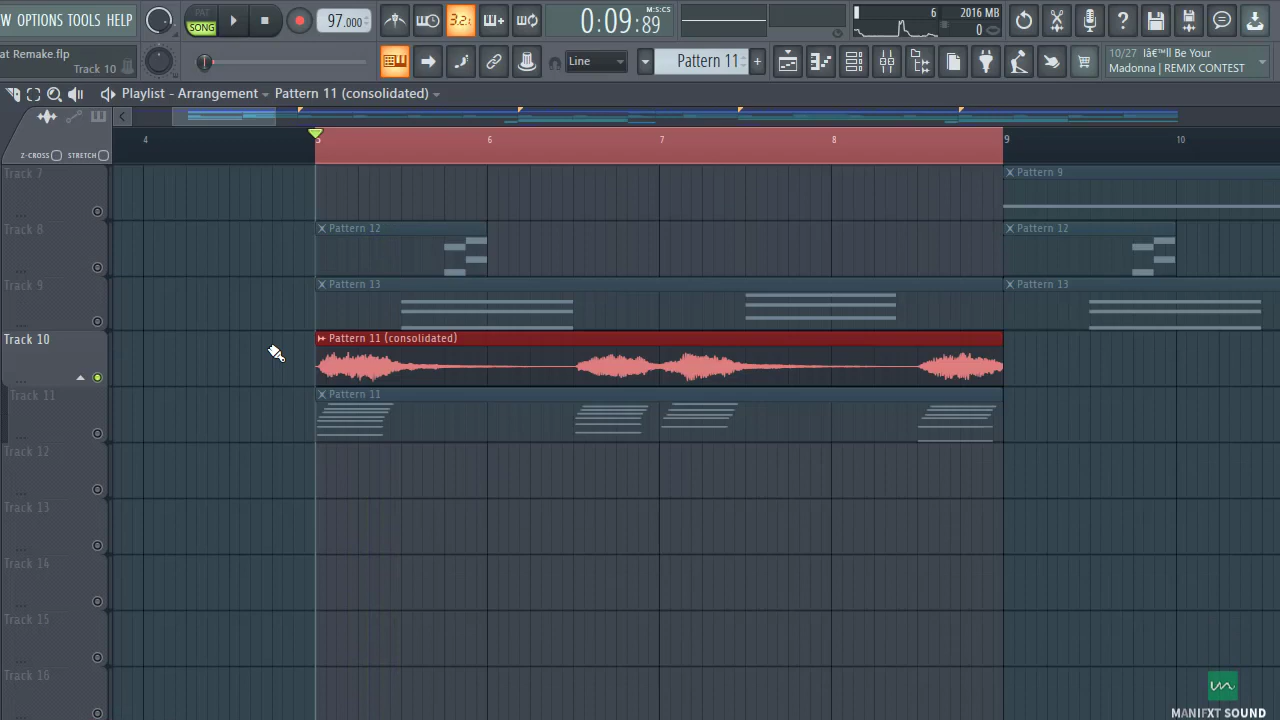 W OPTIONS TOOLS HELP
PAT
SONG
97.000
3.2.
M:S:CS
0:09:89
6
2016 MB
0
at Remake.flp
Track 10
Line
Pattern 11
+
10/27 Iâ€™ll Be Your
Madonna | REMIX CONTEST
Playlist - Arrangement
Pattern 11 (consolidated)
Z-CROSS
STRETCH
4
5
6
7
8
9
10
Track 7
Pattern 9
Track 8
Pattern 12
Pattern 12
Track 9
Pattern 13
Pattern 13
Track 10
Pattern 11 (consolidated)
Track 11
Pattern 11
Track 12
Track 13
Track 14
Track 15
Track 16
MANIFXT SOUND